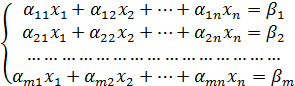 α₁₁x₁ + α₁₂x₂ + ⋯ + α₁ₙxₙ = β₁
α₂₁x₁ + α₂₂x₂ + ⋯ + α₂ₙxₙ = β₂
… … … … … … … … … … … … …
αₘ₁x₁ + αₘ₂x₂ + ⋯ + αₘₙxₙ = βₘ